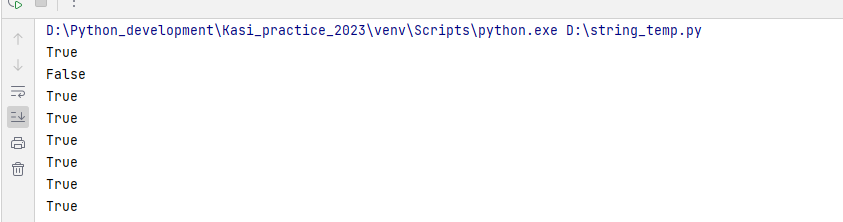 D:\Python_development\Kasi_practice_2023\venv\Scripts\python.exe D:\string_temp.py
True
False
True
True
True
True
True
True